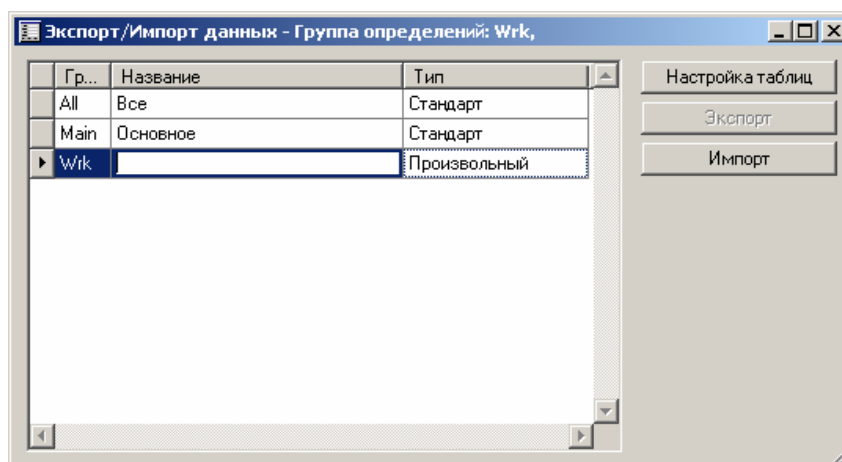 Экспорт/Импорт данных - Группа определений: Wrk,
Гр... Название Тип
All Все Стандарт
Main Основное Стандарт
Wrk Произвольный
Настройка таблиц
Экспорт
Импорт